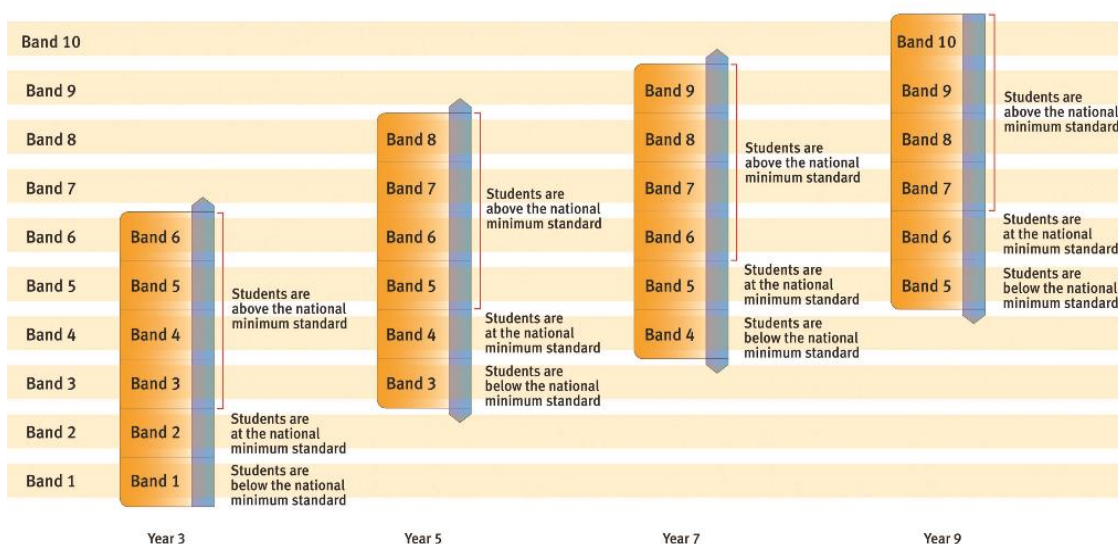 Band 10
Band 9
Band 8
Band 7
Band 6
Band 5
Band 4
Band 3
Band 2
Band 1
Band 6
Band 5
Band 4
Band 3
Band 2
Band 1
Students are
above the national
minimum standard
Students are
at the national
minimum standard
Students are
below the national
minimum standard
Year 3
Band 8
Band 7
Band 6
Band 5
Band 4
Band 3
Students are
above the national
minimum standard
Students are
at the national
minimum standard
Students are
below the national
minimum standard
Year 5
Band 9
Band 8
Band 7
Band 6
Band 5
Band 4
Students are
above the national
minimum standard
Students are
at the national
minimum standard
Students are
below the national
minimum standard
Year 7
Band 10
Band 9
Band 8
Band 7
Band 6
Band 5
Students are
above the national
minimum standard
Students are
at the national
minimum standard
Students are
below the national
minimum standard
Year 9